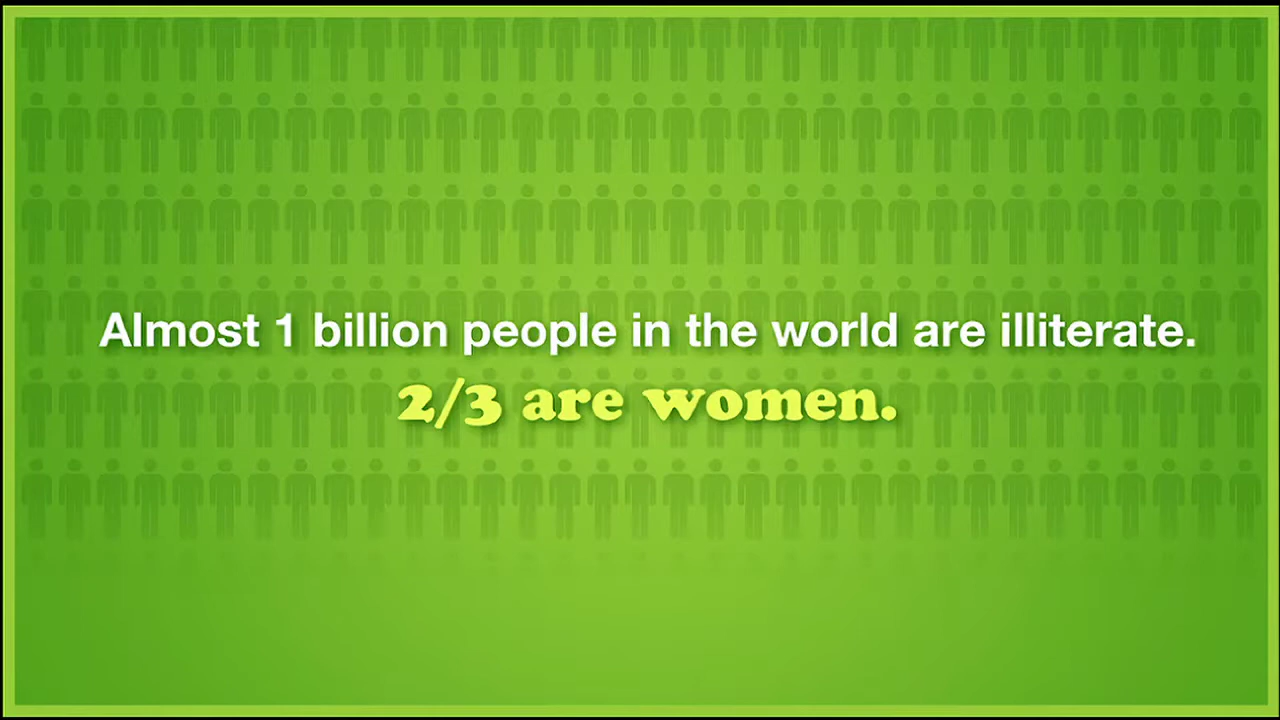 Almost 1 billion people in the world are illiterate.
2/3 are women.